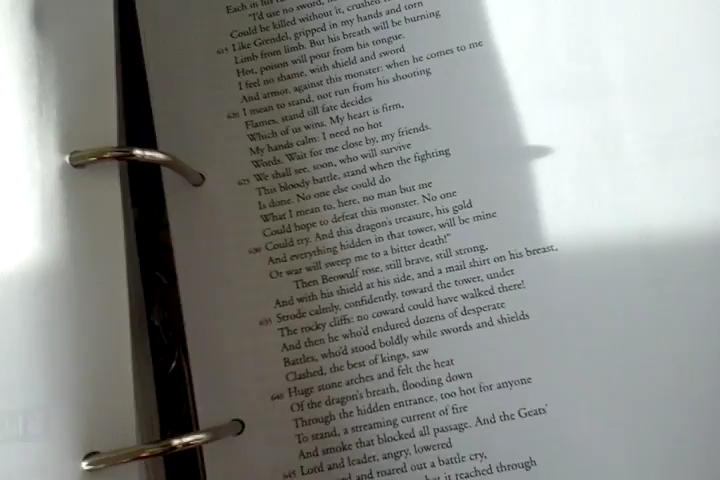 Each in his
"I'd use no sword, no
Could be killed without it, crushed
615 Like Grendel, gripped in my hands and torn
Limb from limb. But his breath will be burning
Hot, poison will pour from his tongue.
I feel no shame, with shield and sword
And armor, against this monster: when he comes to me
620 I mean to stand, not run from his shooting
Flames, stand till fate decides
Which of us wins. My heart is firm,
My hands calm: I need no hot
Words. Wait for me close by, my friends.
625 We shall see, soon, who will survive
This bloody battle, stand when the fighting
Is done. No one else could do
What I mean to, here, no man but me
Could hope to defeat this monster. No one
630 Could try. And this dragon's treasure, his gold
And everything hidden in that tower, will be mine
Or war will sweep me to a bitter death!"
Then Beowulf rose, still brave, still strong,
And with his shield at his side, and a mail shirt on his breast,
635 Strode calmly, confidently, toward the tower, under
The rocky cliffs: no coward could have walked there!
And then he who'd endured dozens of desperate
Battles, who'd stood boldly while swords and shields
Clashed, the best of kings, saw
640 Huge stone arches and felt the heat
Of the dragon's breath, flooding down
Through the hidden entrance, too hot for anyone
To stand, a streaming current of fire
And smoke that blocked all passage. And the Geats'
645 Lord and leader, angry, lowered
and roared out a battle cry,
it reached through